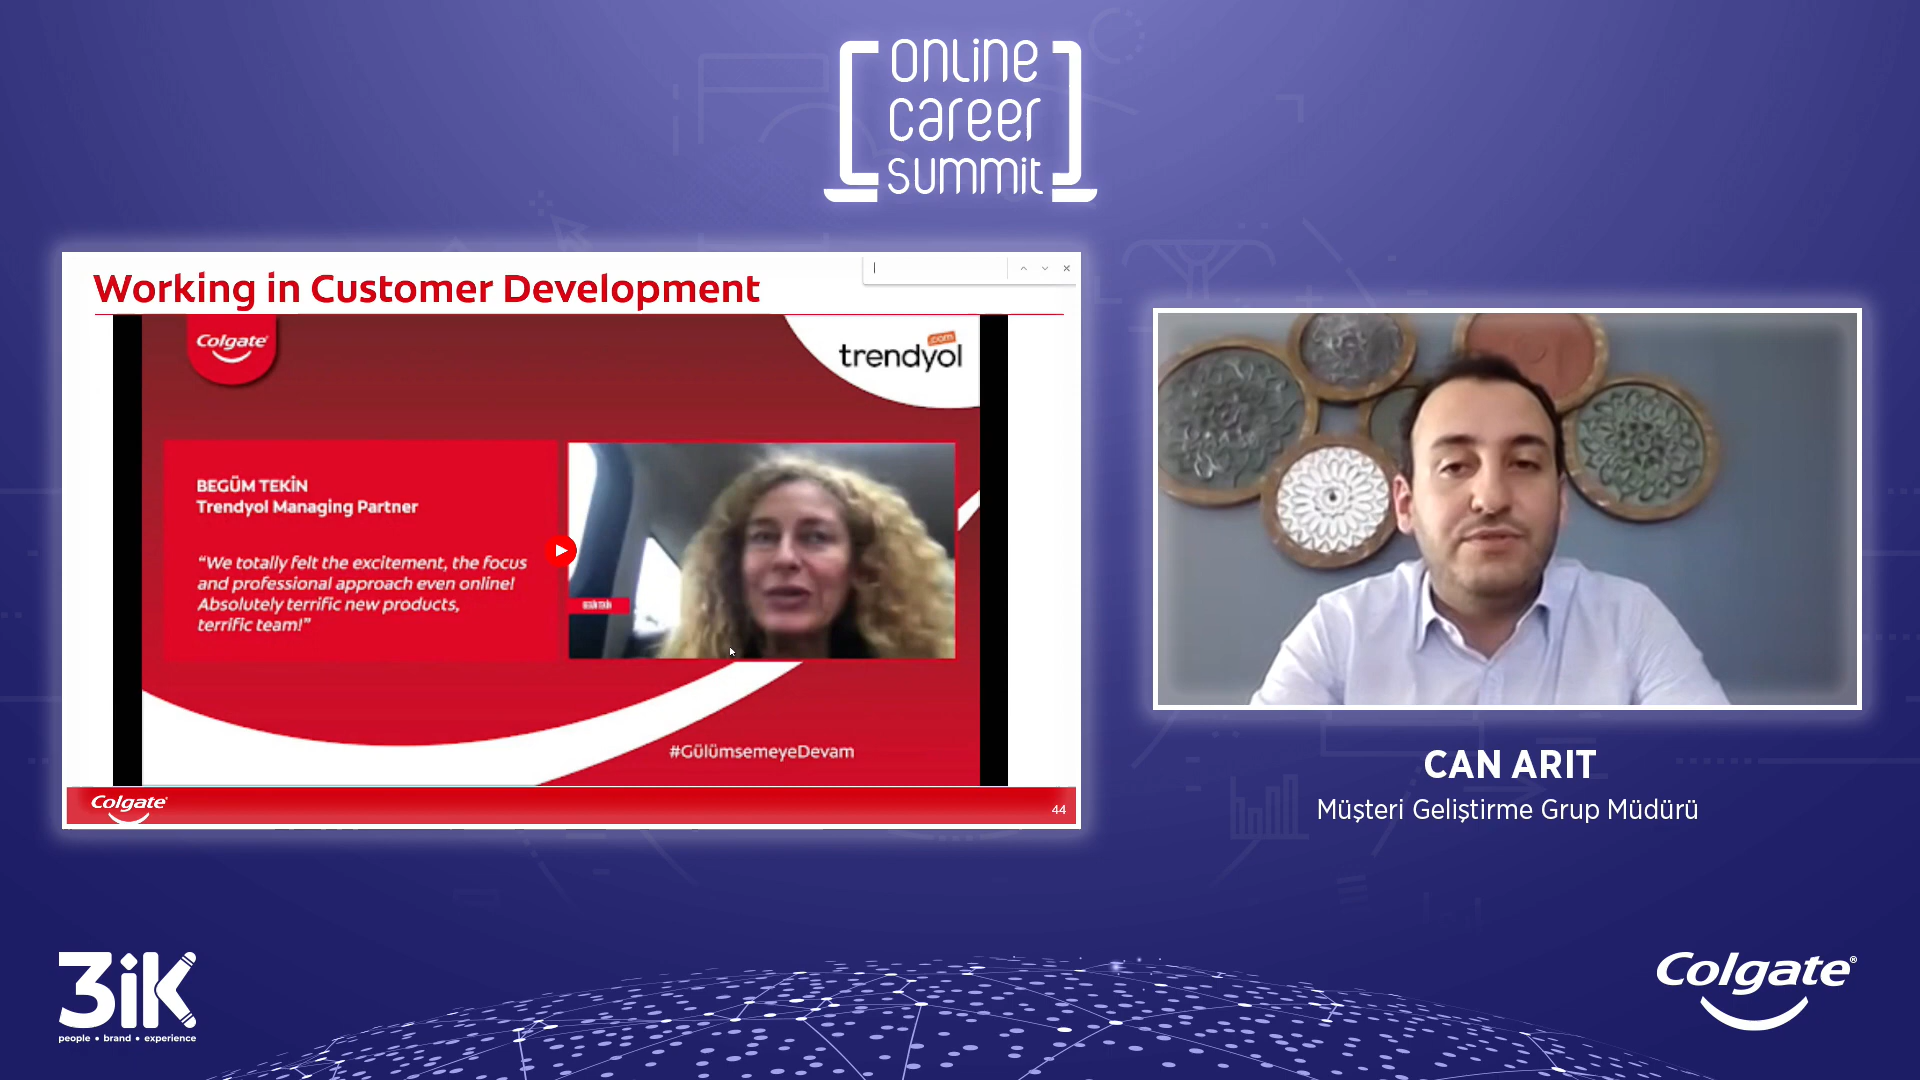 online
career
summit
Working in Customer Development
Colgate®
.com
trendyol
BEGÜM TEKİN
Trendyol Managing Partner
“We totally felt the excitement, the focus
and professional approach even online!
Absolutely terrific new products,
terrific team!”
BEGÜM TEKİN
#GülümsemeyeDevam
Colgate®
44
CAN ARIT
Müşteri Geliştirme Grup Müdürü
3iK
people • brand • experience
Colgate®